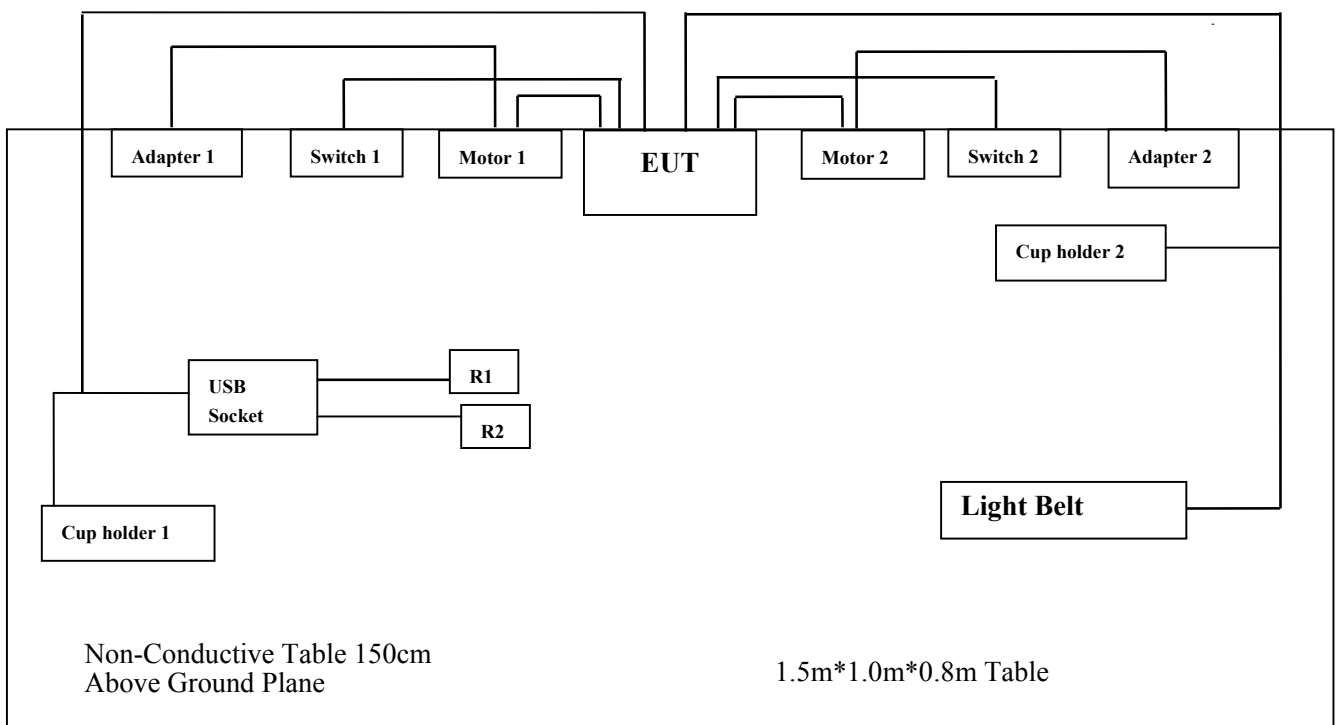 Adapter 1
Switch 1
Motor 1
EUT
Motor 2
Switch 2
Adapter 2
Cup holder 2
USB
Socket
R1
R2
Cup holder 1
Light Belt
Non-Conductive Table 150cm
Above Ground Plane
1.5m*1.0m*0.8m Table